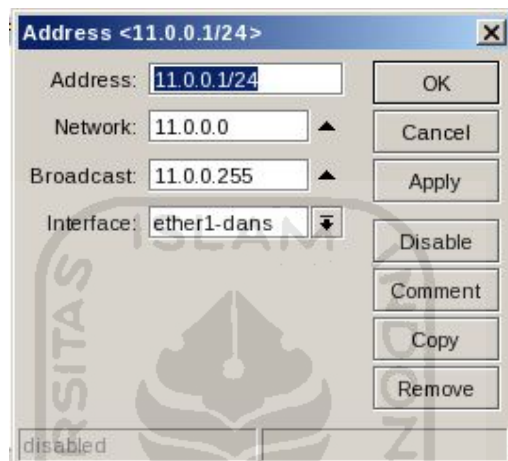 Address <11.0.0.1/24>
Address: 11.0.0.1/24
Network: 11.0.0.0
Broadcast: 11.0.0.255
Interface: ether1-dans
OK
Cancel
Apply
Disable
Comment
Copy
Remove
disabled
ISLAM